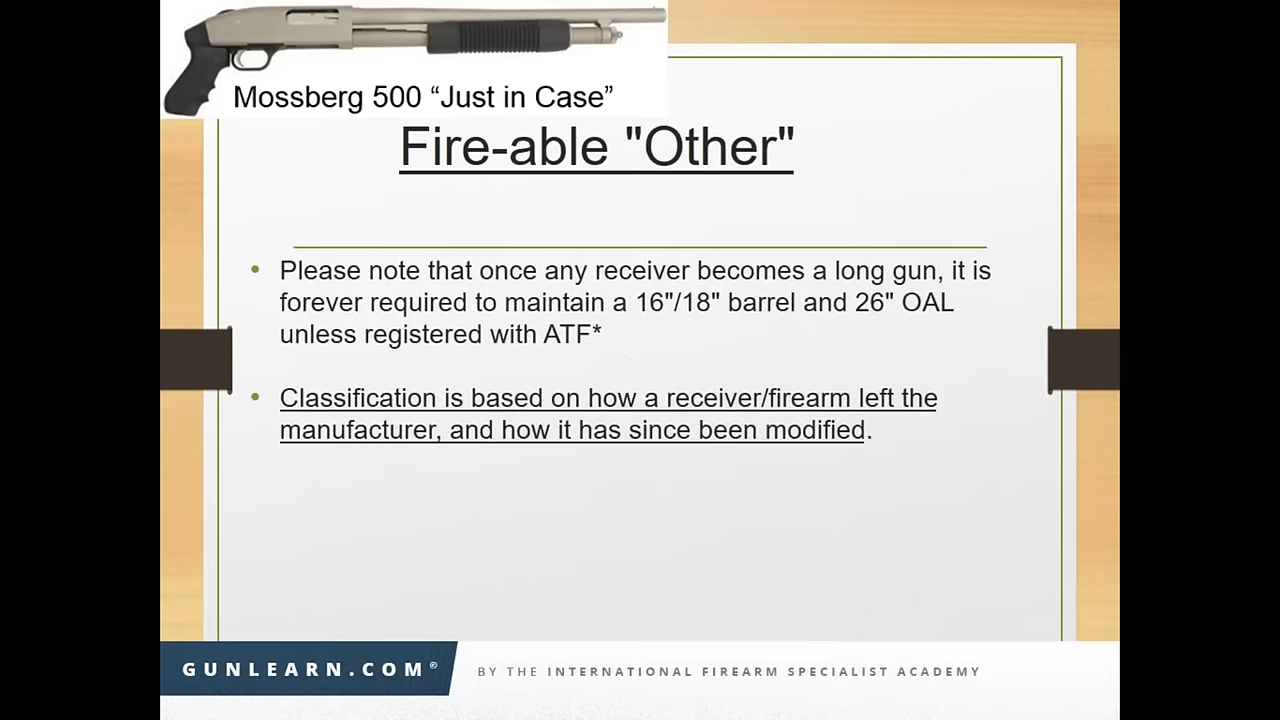 Mossberg 500 “Just in Case”
Fire-able "Other"
• Please note that once any receiver becomes a long gun, it is
forever required to maintain a 16"/18" barrel and 26" OAL
unless registered with ATF*
• Classification is based on how a receiver/firearm left the
manufacturer, and how it has since been modified.
GUNLEARN.COM©
BY THE INTERNATIONAL FIREARM SPECIALIST ACADEMY